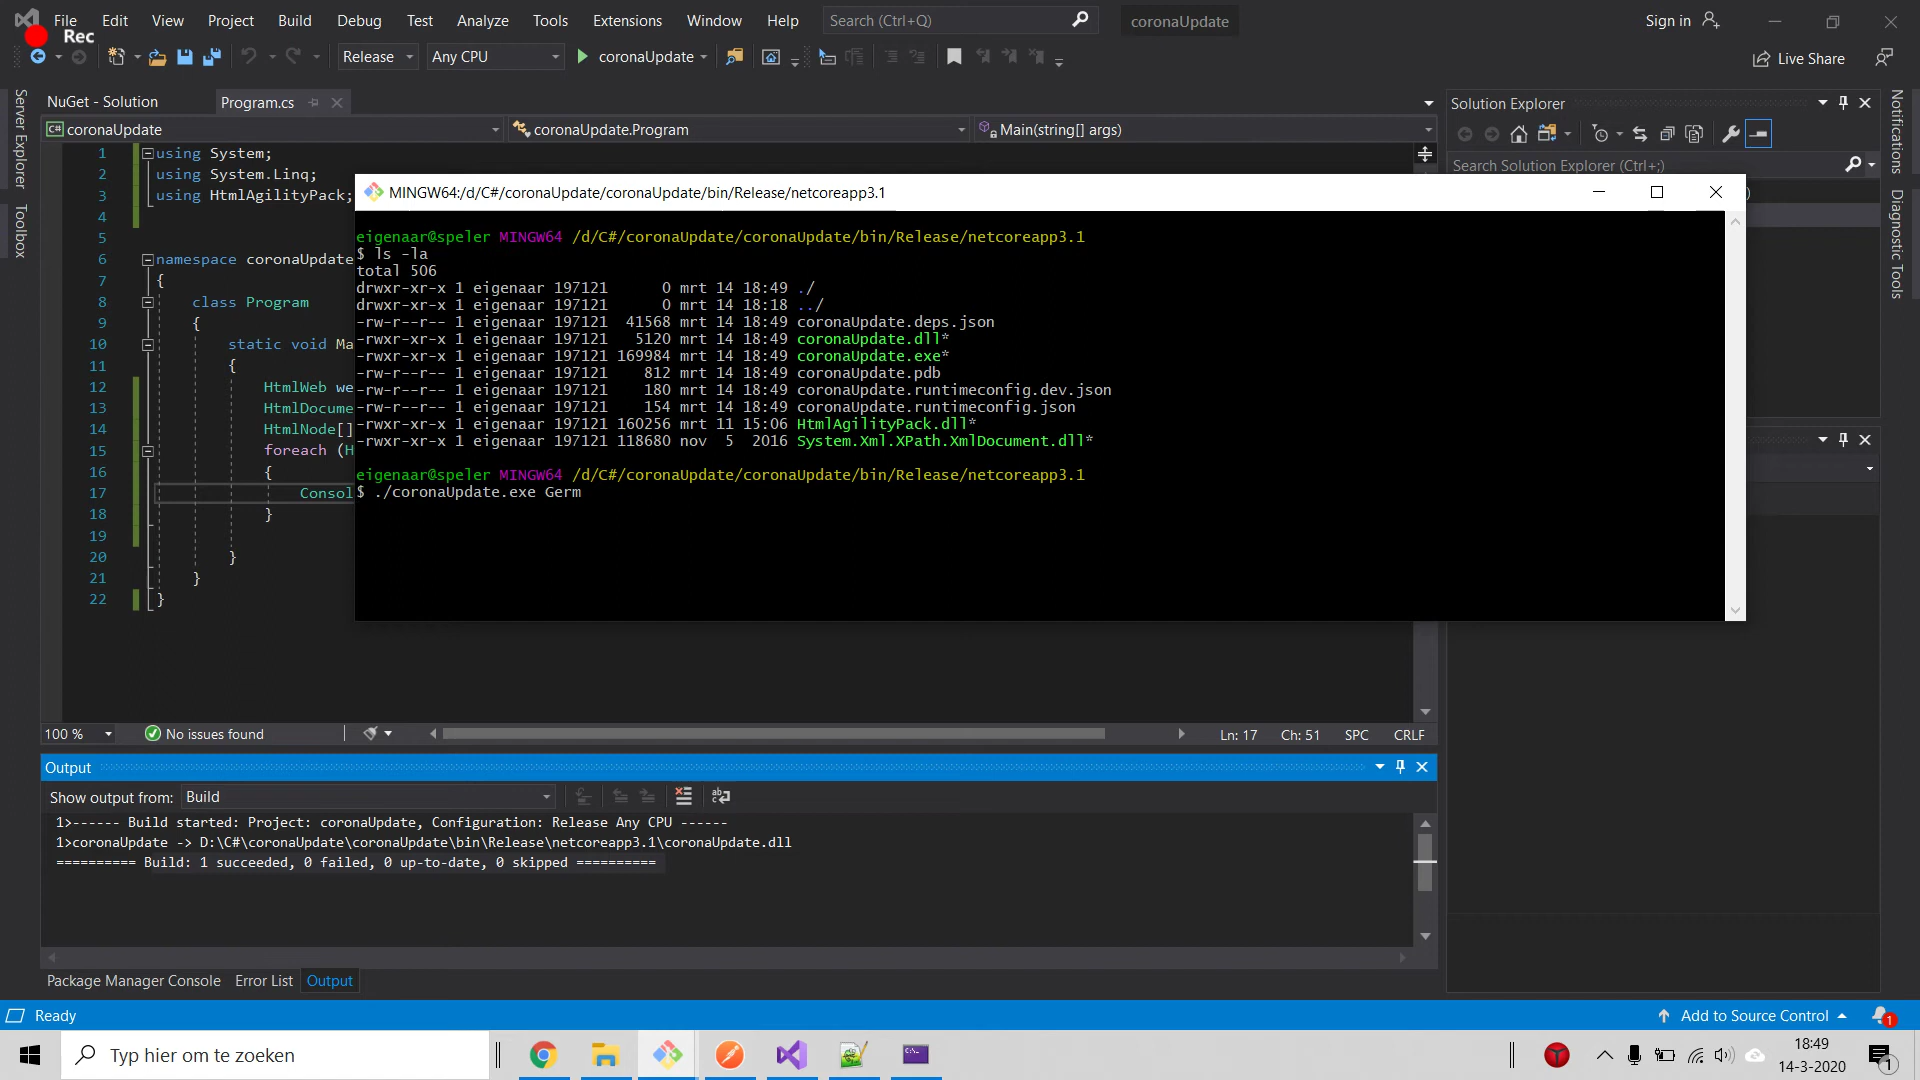 File Edit View Project Build Debug Test Analyze Tools Extensions Window Help Search (Ctrl+Q) coronaUpdate Sign in
Rec
Release Any CPU coronaUpdate Live Share
Server Explorer
Toolbox
NuGet - Solution Program.cs
coronaUpdate coronaUpdate.Program Main(string[] args)
1 using System;
2 using System.Linq;
3 using HtmlAgilityPack;
4
5
6 namespace coronaUpdate
7 {
8 class Program
9 {
10 static void Ma
11 {
12 HtmlWeb we
13 HtmlDocume
14 HtmlNode[]
15 foreach (H
16 {
17 Consol
18 }
19
20 }
21 }
22 }
MINGW64:/d/C#/coronaUpdate/coronaUpdate/bin/Release/netcoreapp3.1
eigenaar@speler MINGW64 /d/C#/coronaUpdate/coronaUpdate/bin/Release/netcoreapp3.1
$ ls -la
total 506
drwxr-xr-x 1 eigenaar 197121 0 mrt 14 18:49 ./
drwxr-xr-x 1 eigenaar 197121 0 mrt 14 18:18 ../
-rw-r--r-- 1 eigenaar 197121 41568 mrt 14 18:49 coronaUpdate.deps.json
-rwxr-xr-x 1 eigenaar 197121 5120 mrt 14 18:49 coronaUpdate.dll*
-rwxr-xr-x 1 eigenaar 197121 169984 mrt 14 18:49 coronaUpdate.exe*
-rw-r--r-- 1 eigenaar 197121 812 mrt 14 18:49 coronaUpdate.pdb
-rw-r--r-- 1 eigenaar 197121 180 mrt 14 18:49 coronaUpdate.runtimeconfig.dev.json
-rw-r--r-- 1 eigenaar 197121 154 mrt 14 18:49 coronaUpdate.runtimeconfig.json
-rwxr-xr-x 1 eigenaar 197121 160256 mrt 11 15:06 HtmlAgilityPack.dll*
-rwxr-xr-x 1 eigenaar 197121 118680 nov 5 2016 System.Xml.XPath.XmlDocument.dll*
eigenaar@speler MINGW64 /d/C#/coronaUpdate/coronaUpdate/bin/Release/netcoreapp3.1
$ ./coronaUpdate.exe Germ
Solution Explorer
Search Solution Explorer (Ctrl+;)
Notifications
Diagnostic Tools
100 % No issues found Ln: 17 Ch: 51 SPC CRLF
Output
Show output from: Build
1>------ Build started: Project: coronaUpdate, Configuration: Release Any CPU ------
1>coronaUpdate -> D:\C#\coronaUpdate\coronaUpdate\bin\Release\netcoreapp3.1\coronaUpdate.dll
========== Build: 1 succeeded, 0 failed, 0 up-to-date, 0 skipped ==========
Package Manager Console Error List Output
Ready Add to Source Control 1
Typ hier om te zoeken
18:49
14-3-2020
1